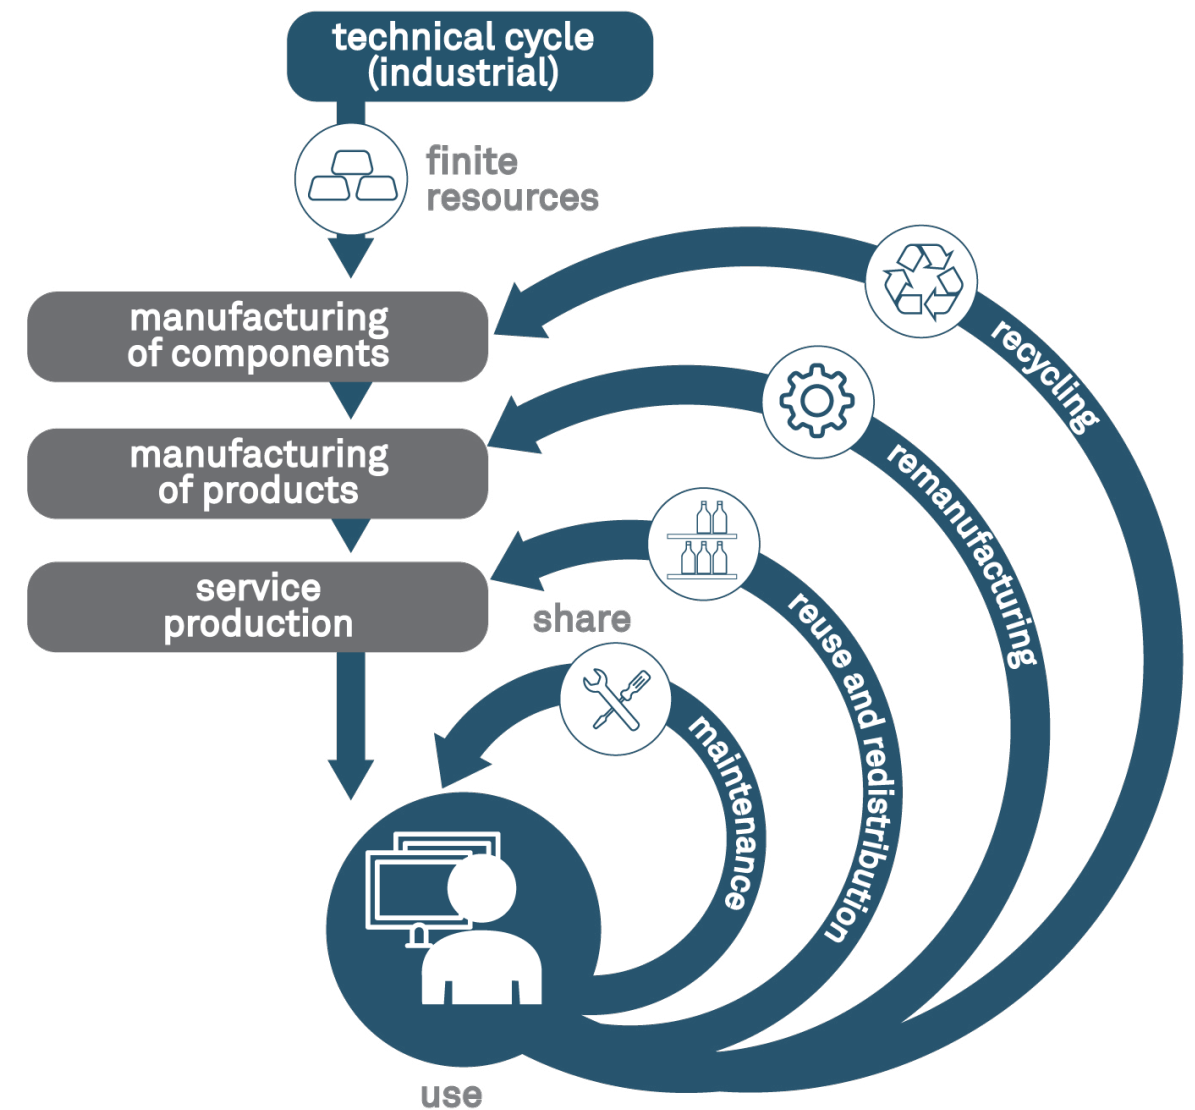 technical cycle
(industrial)
finite
resources
manufacturing
of components
recycling
manufacturing
of products
remanufacturing
service
production
share
reuse and redistribution
maintenance
use